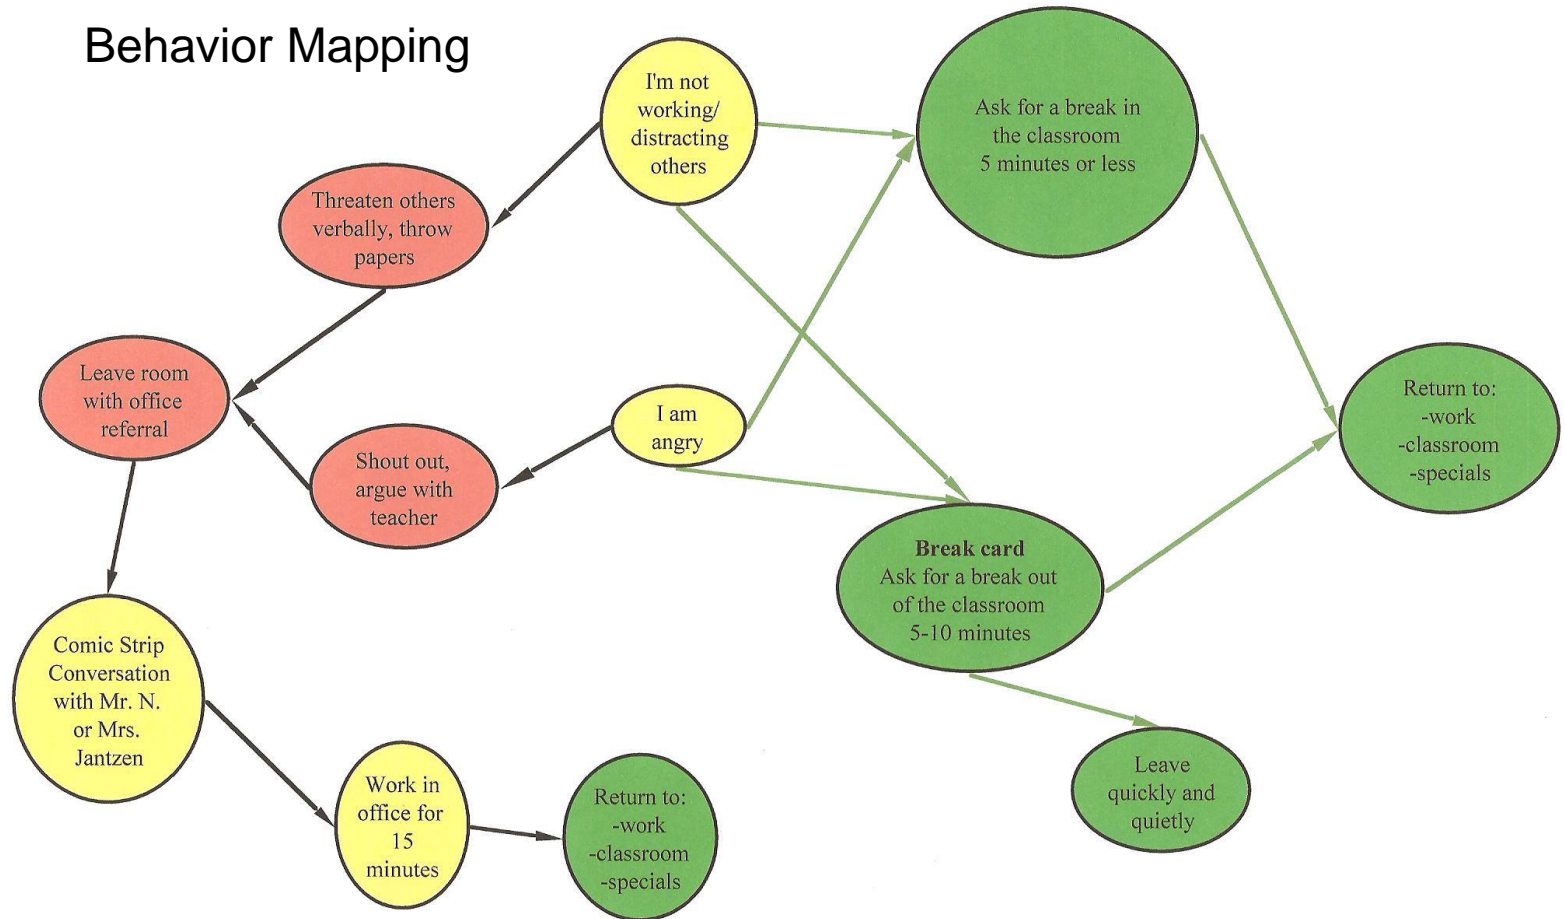 Behavior Mapping
I'm not
working/
distracting
others
Ask for a break in
the classroom
5 minutes or less
Threaten others
verbally, throw
papers
Leave room
with office
referral
I am
angry
Return to:
-work
-classroom
-specials
Shout out,
argue with
teacher
Break card
Ask for a break out
of the classroom
5-10 minutes
Comic Strip
Conversation
with Mr. N.
or Mrs.
Jantzen
Work in
office for
15
minutes
Return to:
-work
-classroom
-specials
Leave
quickly and
quietly